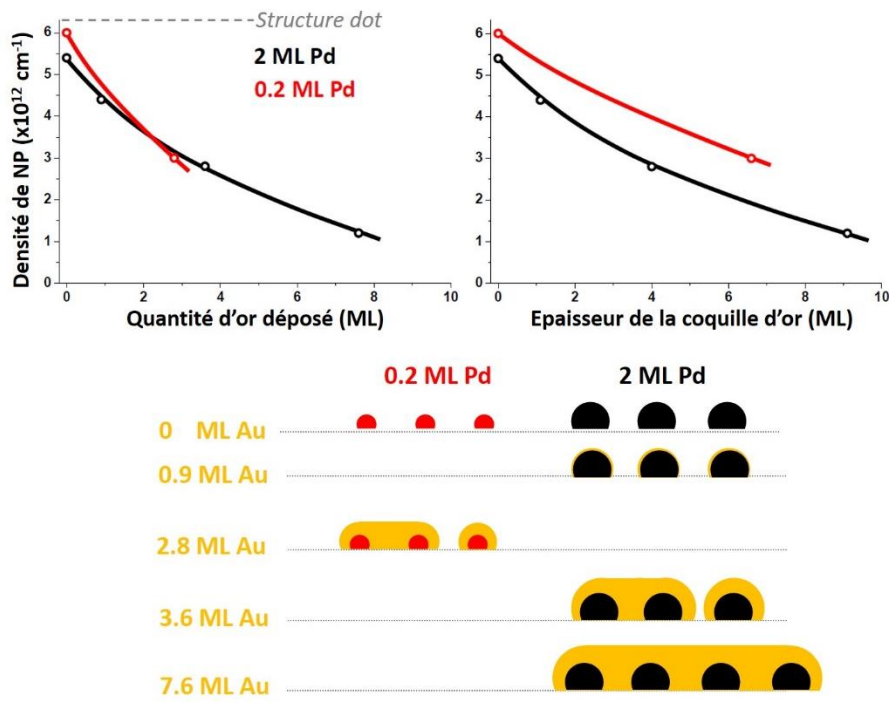 Structure dot
2 ML Pd
0.2 ML Pd
Densité de NP (x10¹² cm⁻¹)
6
5
4
3
2
1
0
0 2 4 6 8 10
Quantité d'or déposé (ML)
6
5
4
3
2
1
0
0 2 4 6 8 10
Epaisseur de la coquille d'or (ML)
0.2 ML Pd 2 ML Pd
0 ML Au
0.9 ML Au
2.8 ML Au
3.6 ML Au
7.6 ML Au